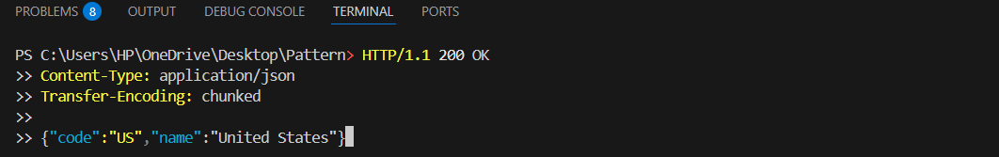 PROBLEMS 8 OUTPUT DEBUG CONSOLE TERMINAL PORTS
PS C:\Users\HP\OneDrive\Desktop\Pattern> HTTP/1.1 200 OK
>> Content-Type: application/json
>> Transfer-Encoding: chunked
>>
>> {"code":"US","name":"United States"}